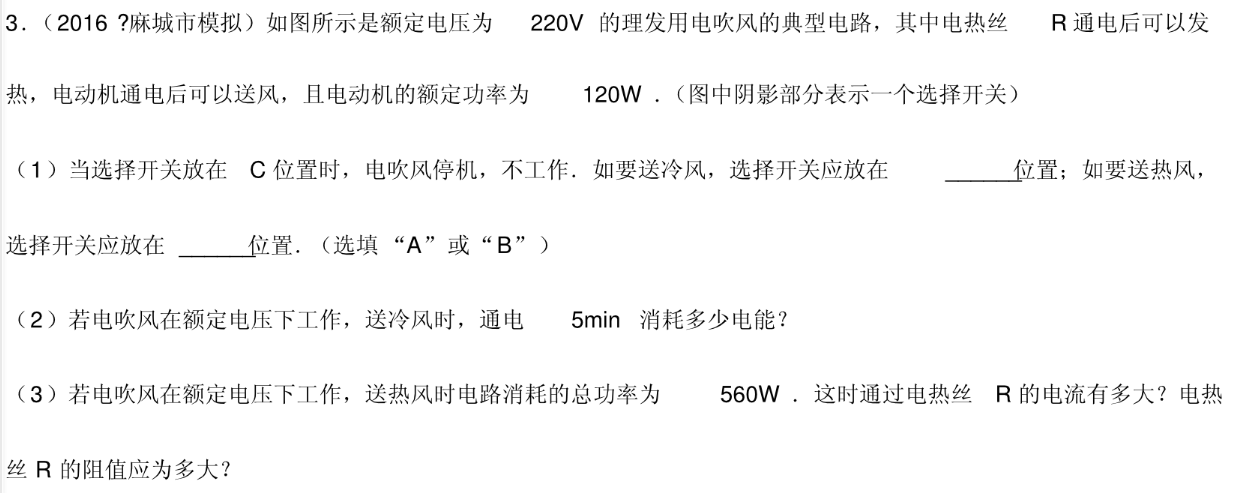 3．（2016 ?麻城市模拟）如图所示是额定电压为 220V 的理发用电吹风的典型电路，其中电热丝 R 通电后可以发
热，电动机通电后可以送风，且电动机的额定功率为 120W ．（图中阴影部分表示一个选择开关）
（1）当选择开关放在 C 位置时，电吹风停机，不工作．如要送冷风，选择开关应放在 ______位置；如要送热风，
选择开关应放在 ______位置．（选填 “A”或“B”）
（2）若电吹风在额定电压下工作，送冷风时，通电 5min 消耗多少电能？
（3）若电吹风在额定电压下工作，送热风时电路消耗的总功率为 560W ．这时通过电热丝 R 的电流有多大？电热
丝 R 的阻值应为多大？